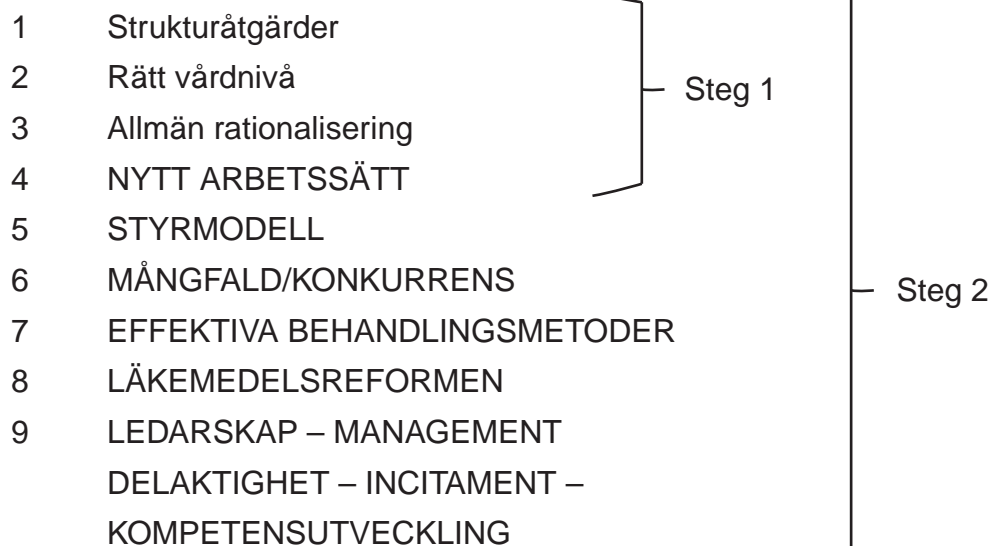 1 Strukturåtgärder
2 Rätt vårdnivå
3 Allmän rationalisering
4 NYTT ARBETSSÄTT
5 STYRMODELL
6 MÅNGFALD/KONKURRENS
7 EFFEKTIVA BEHANDLINGSMETODER
8 LÄKEMEDELSREFORMEN
9 LEDARSKAP – MANAGEMENT
DELAKTIGHET – INCITAMENT –
KOMPETENSUTVECKLING
Steg 1
Steg 2